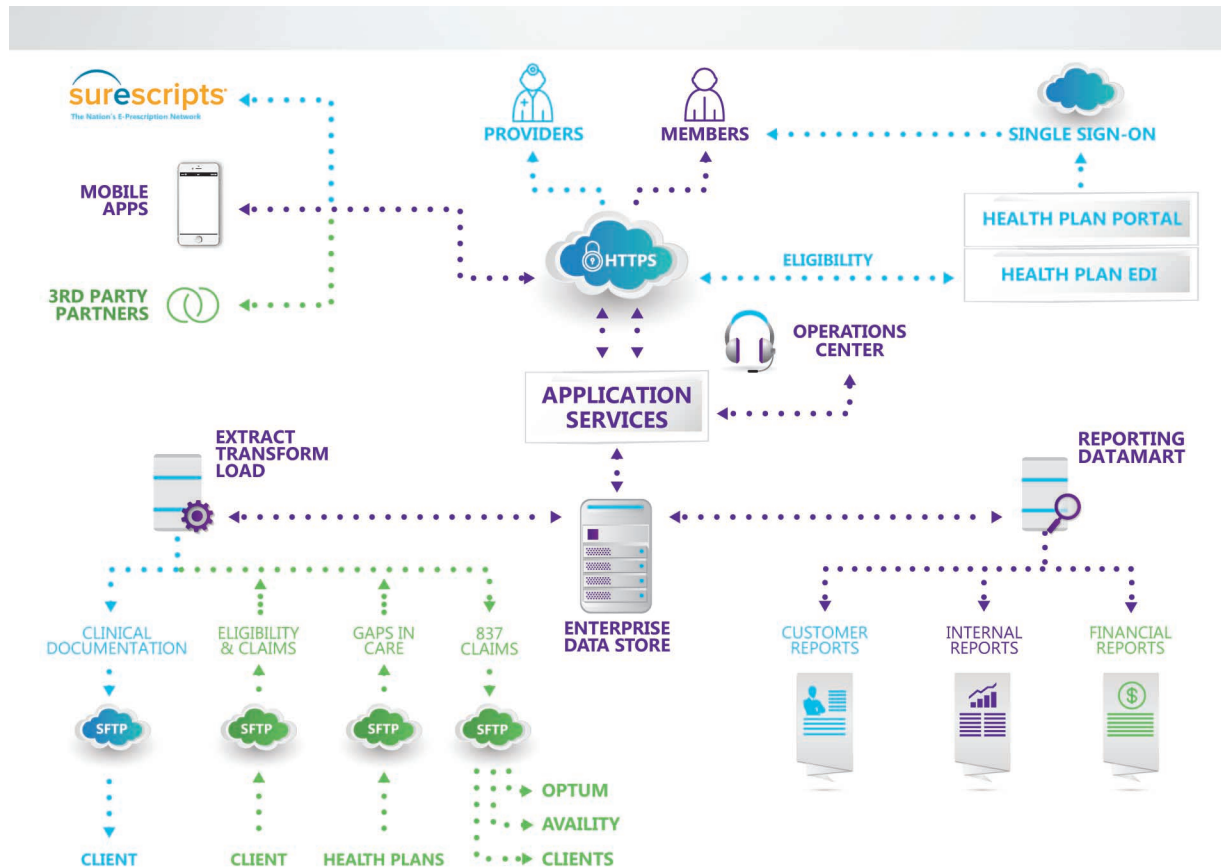 surescripts
The Nation's E-Prescription Network
PROVIDERS
MEMBERS
SINGLE SIGN-ON
MOBILE
APPS
HEALTH PLAN PORTAL
HTTPS
ELIGIBILITY
HEALTH PLAN EDI
3RD PARTY
PARTNERS
OPERATIONS
CENTER
APPLICATION
SERVICES
EXTRACT
TRANSFORM
LOAD
REPORTING
DATAMART
ENTERPRISE
DATA STORE
CLINICAL
DOCUMENTATION
ELIGIBILITY
& CLAIMS
GAPS IN
CARE
837
CLAIMS
CUSTOMER
REPORTS
INTERNAL
REPORTS
FINANCIAL
REPORTS
SFTP
SFTP
SFTP
SFTP
$
OPTUM
AVAILITY
CLIENT
CLIENT
HEALTH PLANS
CLIENTS